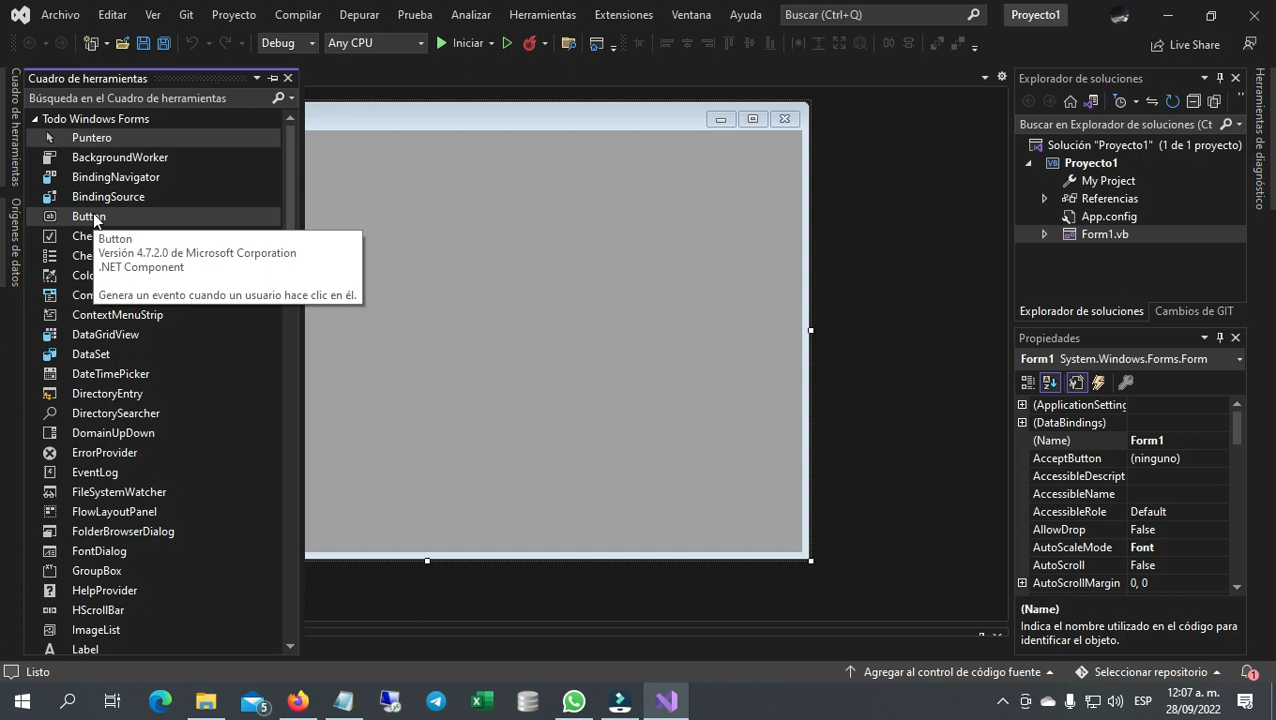 Archivo Editar Ver Git Proyecto Compilar Depurar Prueba Analizar Herramientas Extensiones Ventana Ayuda Buscar (Ctrl+Q) Proyecto1
Debug Any CPU Iniciar Live Share
Cuadro de herramientas
Orígenes de datos
Cuadro de herramientas
Búsqueda en el Cuadro de herramientas
Todo Windows Forms
Puntero
BackgroundWorker
BindingNavigator
BindingSource
Button
Che
Che
Colo
Com
Button
Versión 4.7.2.0 de Microsoft Corporation
.NET Component
Genera un evento cuando un usuario hace clic en él.
ContextMenuStrip
DataGridView
DataSet
DateTimePicker
DirectoryEntry
DirectorySearcher
DomainUpDown
ErrorProvider
EventLog
FileSystemWatcher
FlowLayoutPanel
FolderBrowserDialog
FontDialog
GroupBox
HelpProvider
HScrollBar
ImageList
Label
Explorador de soluciones
Buscar en Explorador de soluciones (Ct
Solución "Proyecto1" (1 de 1 proyecto)
Proyecto1
My Project
Referencias
App.config
Form1.vb
Explorador de soluciones Cambios de GIT
Herramientas de diagnóstico
Propiedades
Form1 System.Windows.Forms.Form
(ApplicationSetting
(DataBindings)
(Name) Form1
AcceptButton (ninguno)
AccessibleDescript
AccessibleName
AccessibleRole Default
AllowDrop False
AutoScaleMode Font
AutoScroll False
AutoScrollMargin 0, 0
(Name)
Indica el nombre utilizado en el código para
identificar el objeto.
Listo Agregar al control de código fuente Seleccionar repositorio 1
5 ESP 12:07 a. m.
28/09/2022